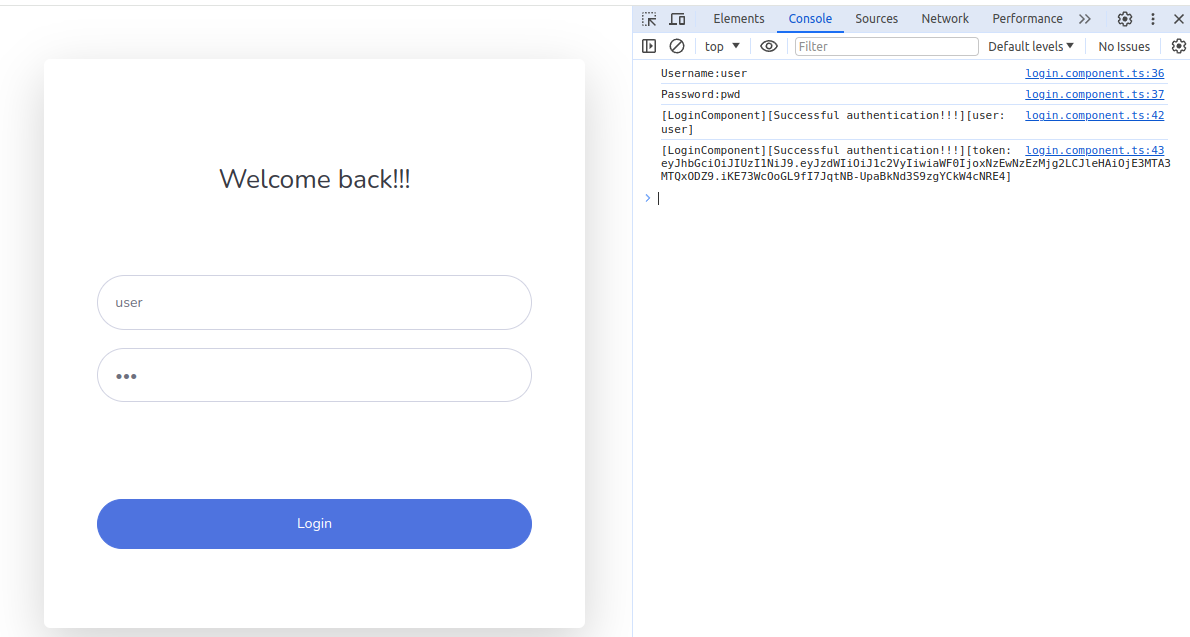 Welcome back!!!
user
•••
Login
Elements Console Sources Network Performance
top Filter Default levels No Issues
Username:user login.component.ts:36
Password:pwd login.component.ts:37
[LoginComponent][Successful authentication!!!][user: login.component.ts:42
user]
[LoginComponent][Successful authentication!!!][token: login.component.ts:43
eyJhbGciOiJIUzI1NiJ9.eyJzdWIiOiJ1c2VyIiwiaWF0IjoxNzEwNzEzMjg2LCJleHAiOjE3MTA3
MTQxODZ9.iKE73WcOoGL9fI7JqtNB-UpaBkNd3S9zgYCkW4cNRE4]